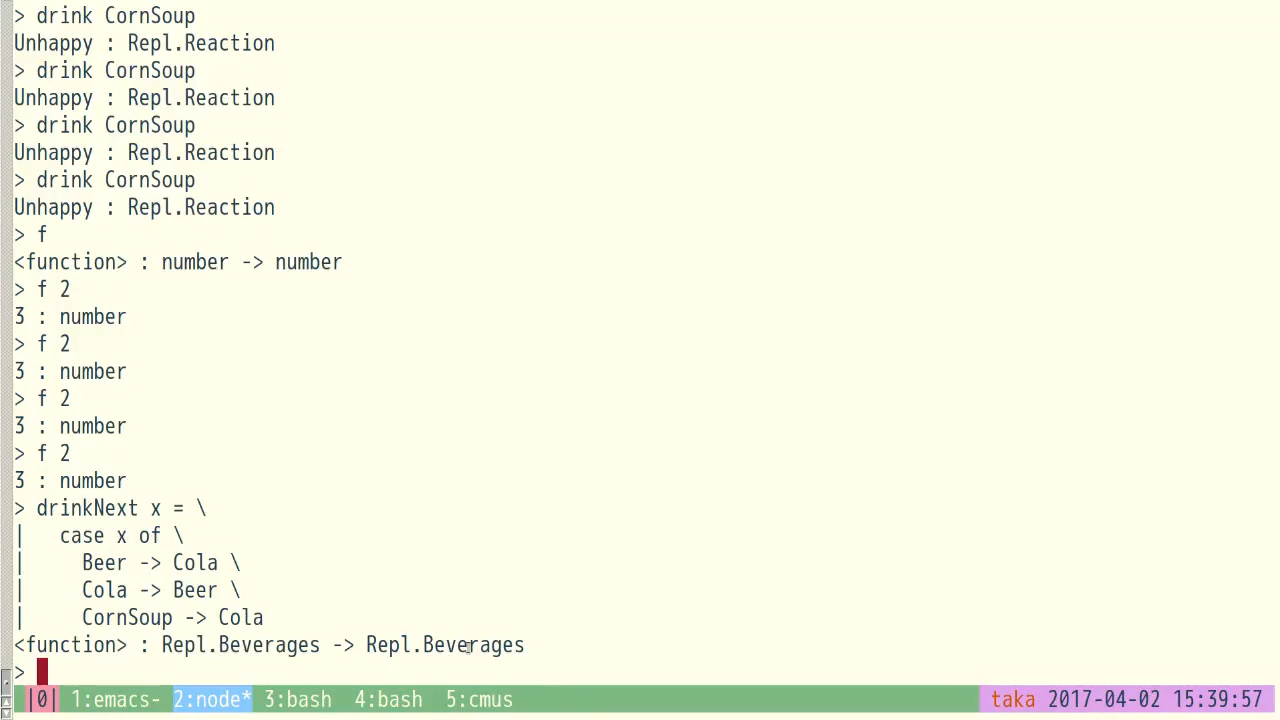 > drink CornSoup
Unhappy : Repl.Reaction
> drink CornSoup
Unhappy : Repl.Reaction
> drink CornSoup
Unhappy : Repl.Reaction
> drink CornSoup
Unhappy : Repl.Reaction
> f
<function> : number -> number
> f 2
3 : number
> f 2
3 : number
> f 2
3 : number
> f 2
3 : number
> drinkNext x = \
|   case x of \
|     Beer -> Cola \
|     Cola -> Beer \
|     CornSoup -> Cola
<function> : Repl.Beverages -> Repl.Beverages
>
|0| 1:emacs- 2:node* 3:bash 4:bash 5:cmus taka 2017-04-02 15:39:57